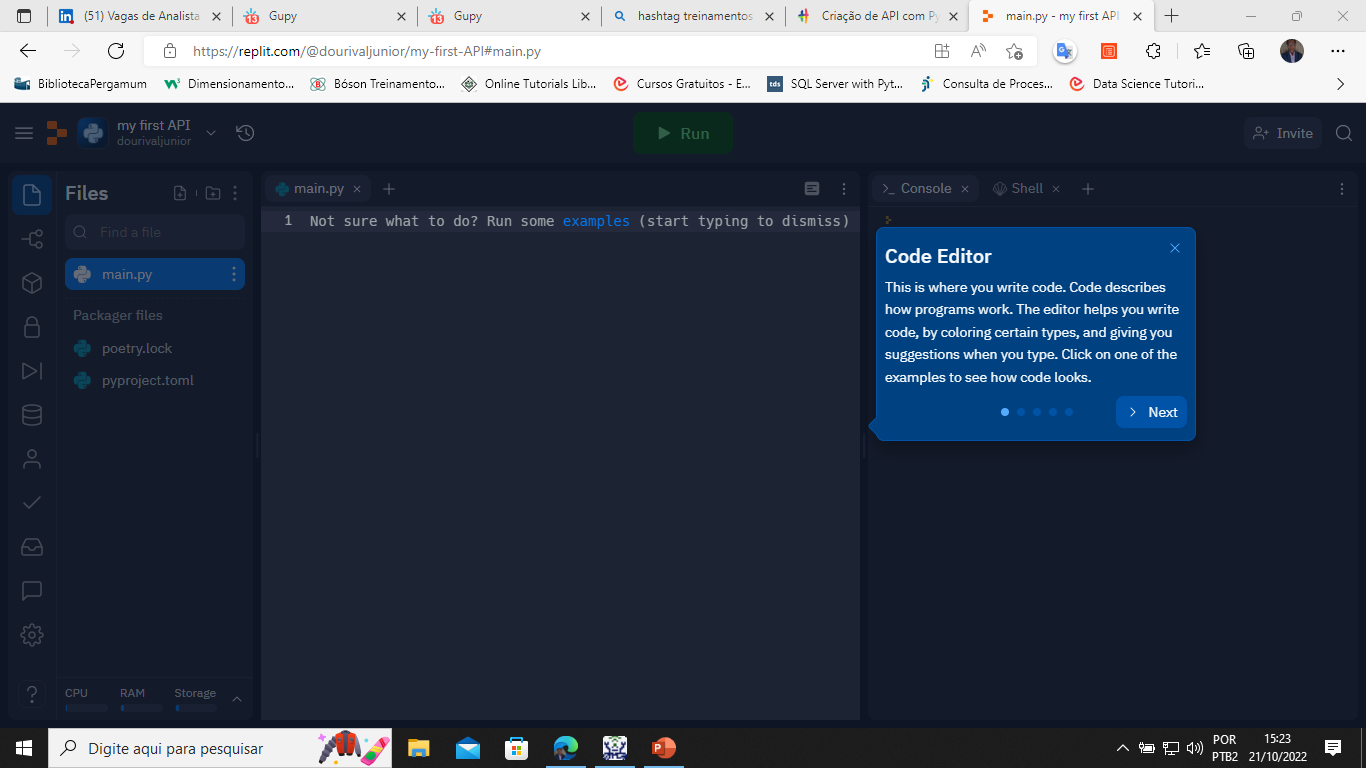 (51) Vagas de Analista
Gupy
Gupy
hashtag treinamentos
Criação de API com Py
main.py - my first API
https://replit.com/@dourivaljunior/my-first-API#main.py
BibliotecaPergamum
Dimensionamento...
Bóson Treinamento...
Online Tutorials Lib...
Cursos Gratuitos - E...
tds
SQL Server with Pyt...
Consulta de Proces...
Data Science Tutori...
my first API
dourivaljunior
Run
Invite
Files
Find a file
main.py
Packager files
poetry.lock
pyproject.toml
CPU RAM Storage
main.py
1 Not sure what to do? Run some examples (start typing to dismiss)
Console
Shell
Code Editor
This is where you write code. Code describes
how programs work. The editor helps you write
code, by coloring certain types, and giving you
suggestions when you type. Click on one of the
examples to see how code looks.
Next
Digite aqui para pesquisar
POR
PTB2
15:23
21/10/2022